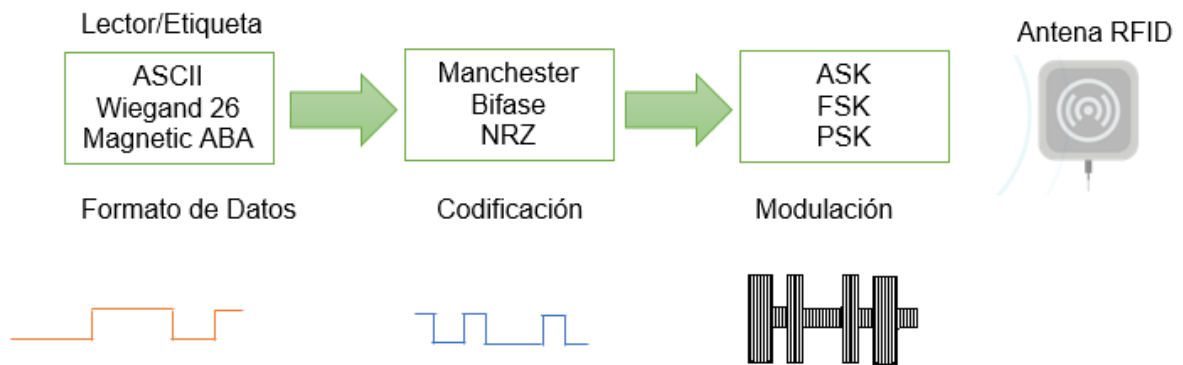 Lector/Etiqueta
ASCII
Wiegand 26
Magnetic ABA
Formato de Datos
Manchester
Bifase
NRZ
Codificación
ASK
FSK
PSK
Modulación
Antena RFID